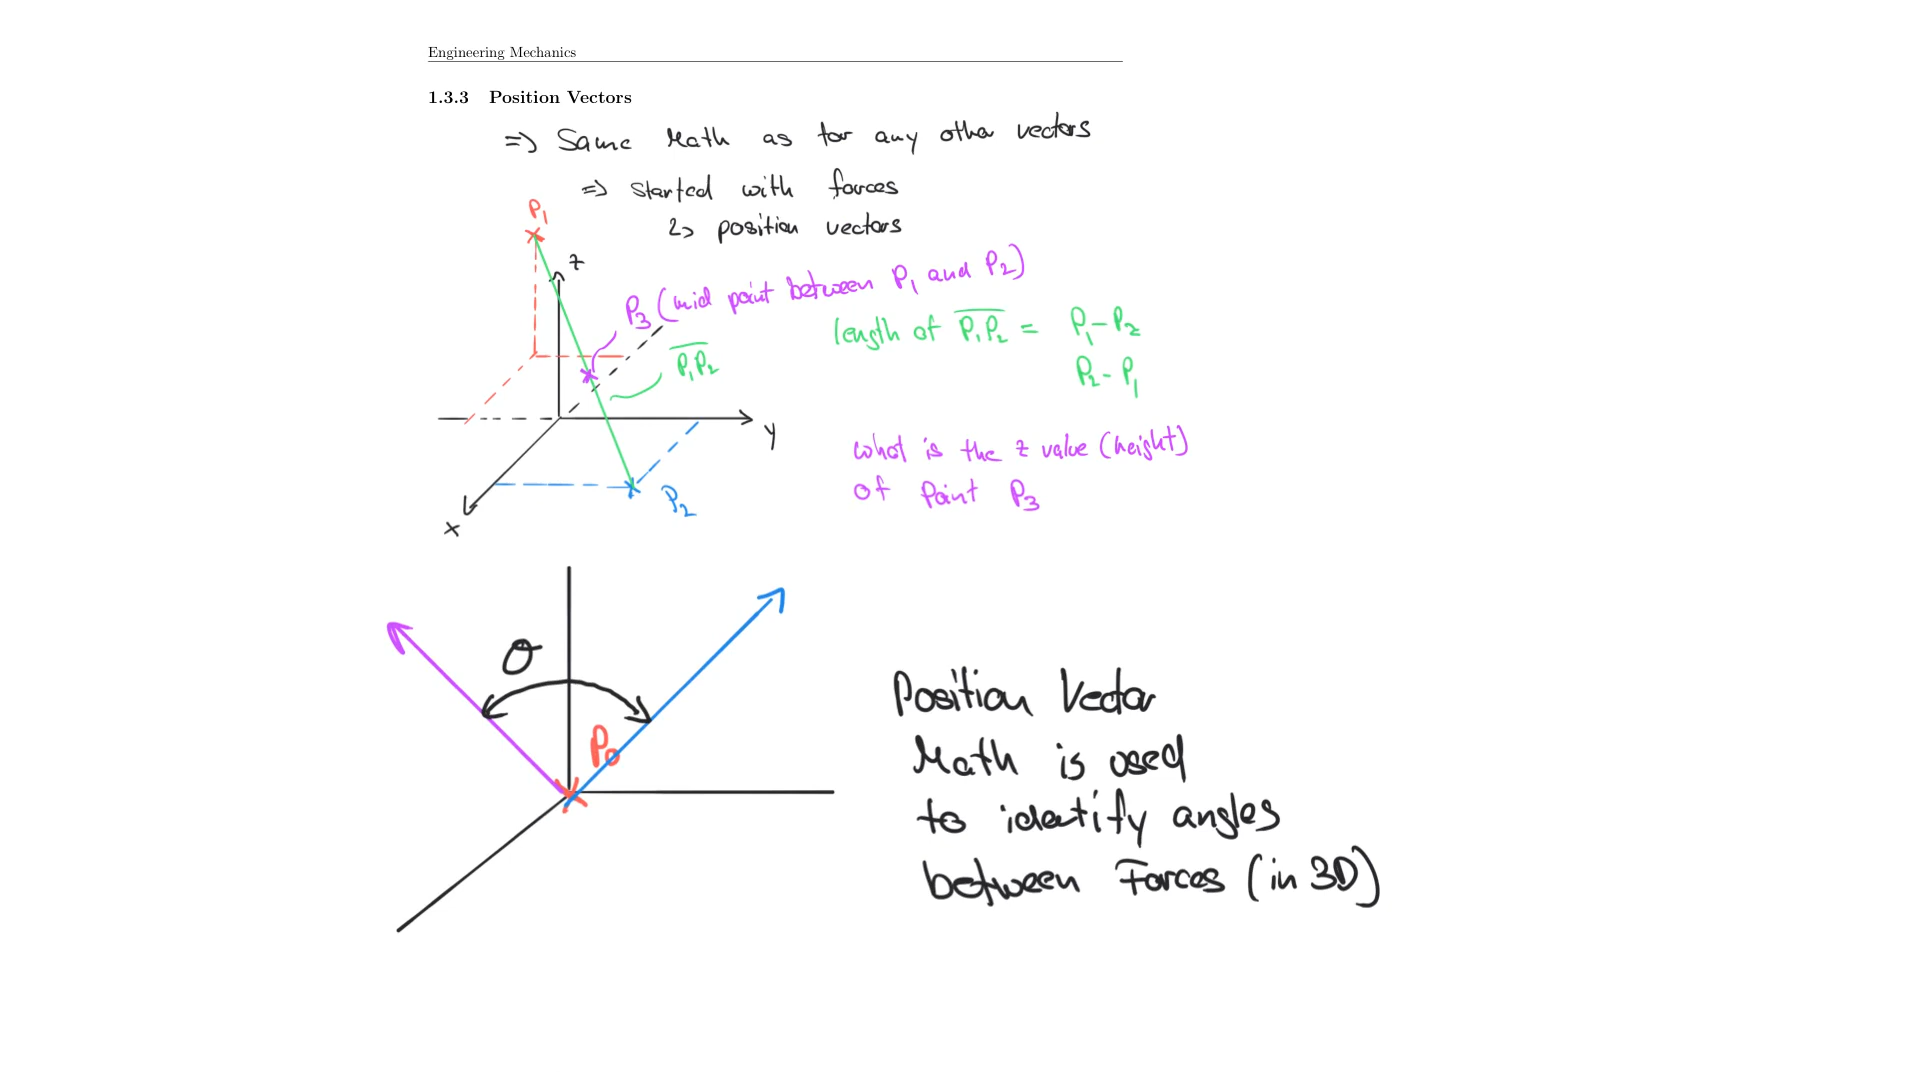 Engineering Mechanics
1.3.3 Position Vectors
=> Same Math as for any other vectors
=> started with forces
2> position vectors
P1
z
P3 (mid point between P1 and P2)
length of P1P2 = P1-P2
P2-P1
P1P2
y
What is the z value (height)
of Point P3
P2
x
θ
P0
Position Vector
Math is used
to identify angles
between Forces (in 3D)